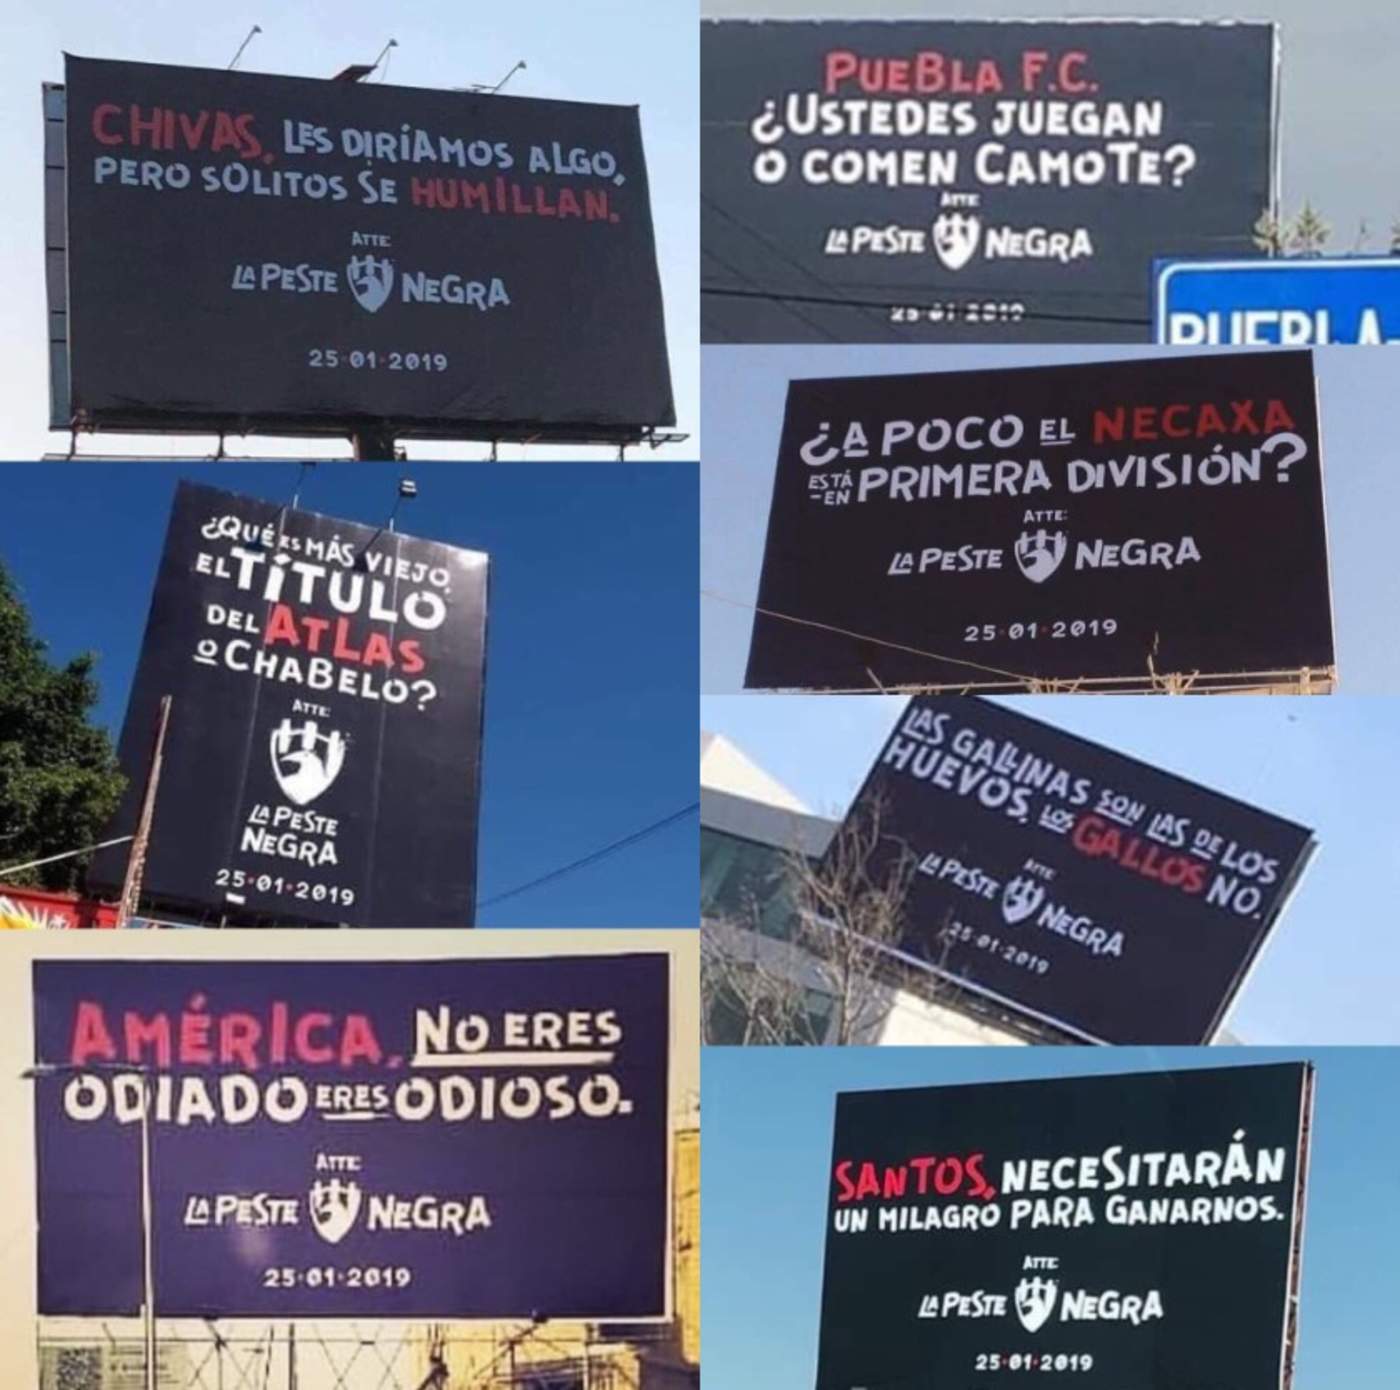 CHIVAS, LES DIRÍAMOS ALGO,
PERO SOLITOS SE HUMILLAN.
ATTE:
LA PESTE NEGRA
25·01·2019
PUEBLA F.C.
¿USTEDES JUEGAN
O COMEN CAMOTE?
ATTE:
LA PESTE NEGRA
25·01·2019
PUEBLA
¿A POCO EL NECAXA
ESTÁ EN PRIMERA DIVISIÓN?
ATTE:
LA PESTE NEGRA
25·01·2019
¿QUÉ ES MÁS VIEJO,
EL TÍTULO
DEL ATLAS
O CHABELO?
ATTE:
LA PESTE
NEGRA
25·01·2019
LAS GALLINAS SON LAS DE LOS
HUEVOS, LOS GALLOS NO.
ATTE:
LA PESTE NEGRA
25·01·2019
AMÉRICA, NO ERES
ODIADO ERES ODIOSO.
ATTE:
LA PESTE NEGRA
25·01·2019
SANTOS, NECESITARÁN
UN MILAGRO PARA GANARNOS.
ATTE:
LA PESTE NEGRA
25·01·2019